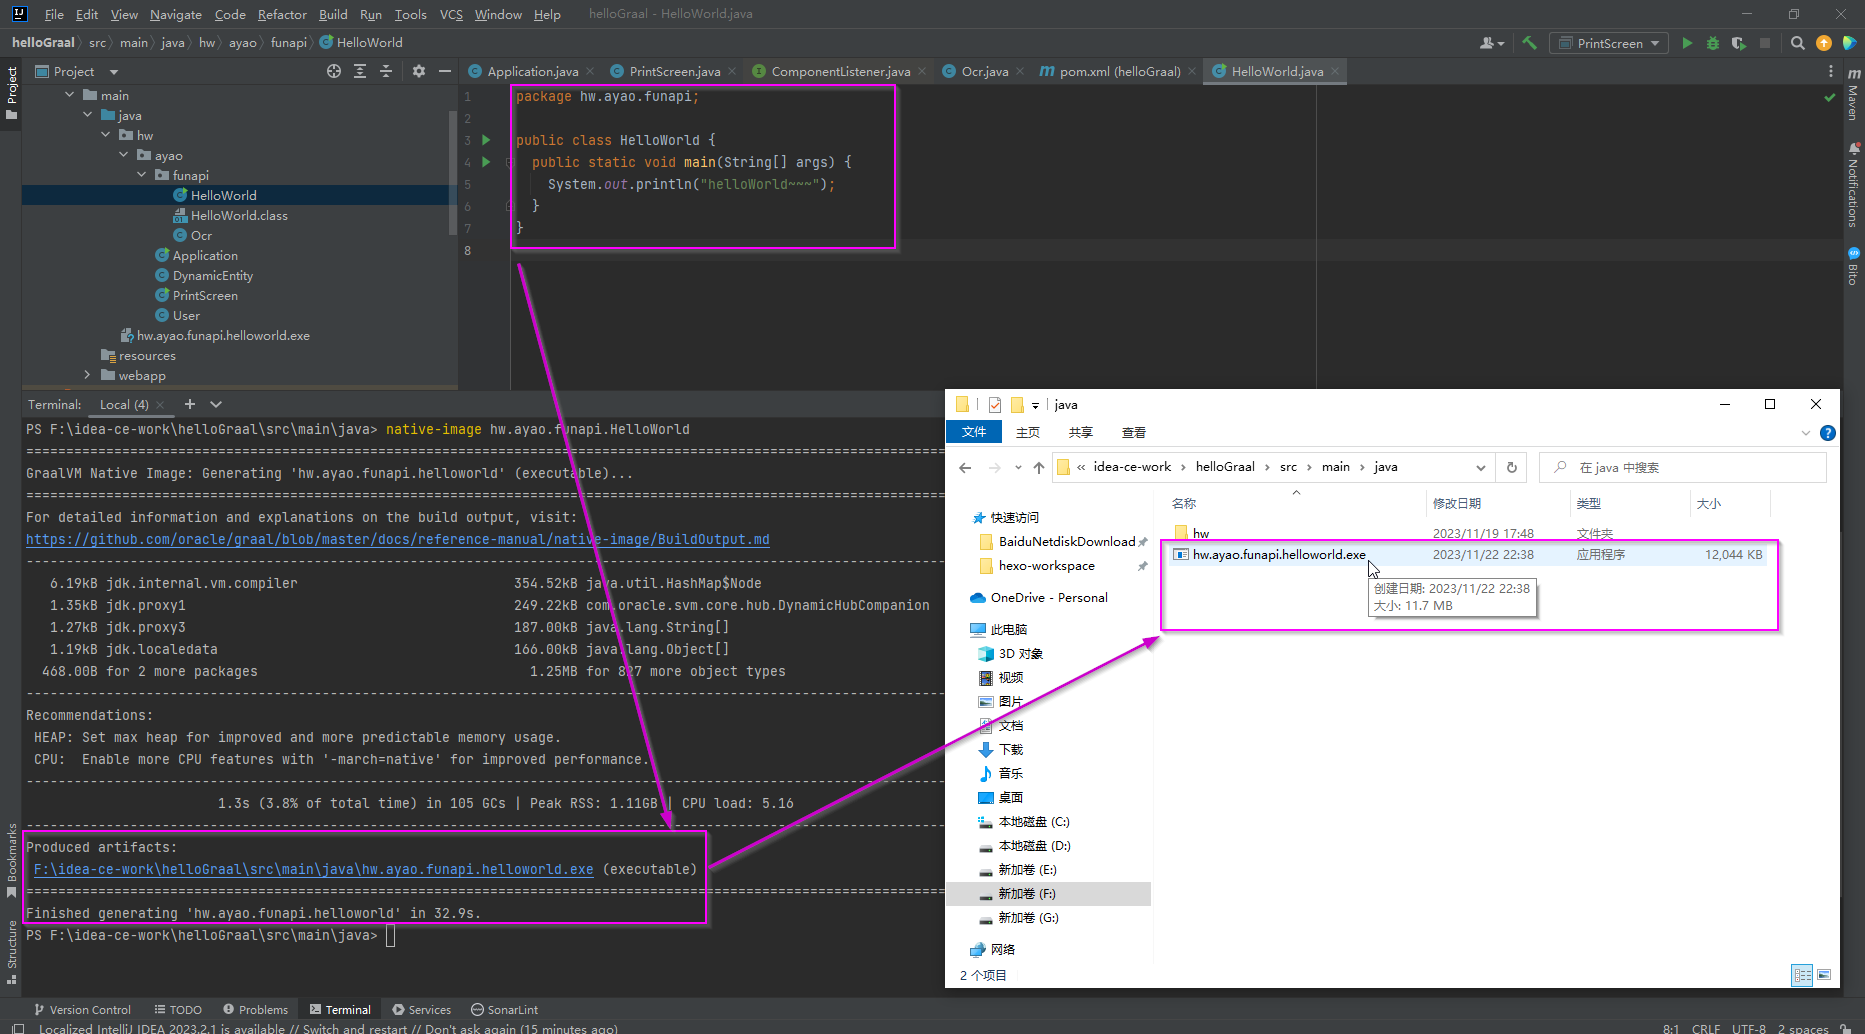 File Edit View Navigate Code Refactor Build Run Tools VCS Window Help helloGraal - HelloWorld.java
helloGraal src main java hw ayao funapi HelloWorld
PrintScreen
Project
Application.java PrintScreen.java ComponentListener.java Ocr.java pom.xml (helloGraal) HelloWorld.java
Project
Maven
Notifications
Bito
main
java
hw
ayao
funapi
HelloWorld
HelloWorld.class
Ocr
Application
DynamicEntity
PrintScreen
User
hw.ayao.funapi.helloworld.exe
resources
webapp
1 package hw.ayao.funapi;
2
3 public class HelloWorld {
4 public static void main(String[] args) {
5 System.out.println("helloWorld~~~");
6 }
7 }
8
Terminal: Local (4)
PS F:\idea-ce-work\helloGraal\src\main\java> native-image hw.ayao.funapi.HelloWorld
GraalVM Native Image: Generating 'hw.ayao.funapi.helloworld' (executable)...
For detailed information and explanations on the build output, visit:
https://github.com/oracle/graal/blob/master/docs/reference-manual/native-image/BuildOutput.md
6.19kB jdk.internal.vm.compiler 354.52kB java.util.HashMap$Node
1.35kB jdk.proxy1 249.22kB com.oracle.svm.core.hub.DynamicHubCompanion
1.27kB jdk.proxy3 187.00kB java.lang.String[]
1.19kB jdk.localedata 166.00kB java.lang.Object[]
468.00B for 2 more packages 1.25MB for 827 more object types
Recommendations:
HEAP: Set max heap for improved and more predictable memory usage.
CPU: Enable more CPU features with '-march=native' for improved performance.
1.3s (3.8% of total time) in 105 GCs | Peak RSS: 1.11GB | CPU load: 5.16
Produced artifacts:
F:\idea-ce-work\helloGraal\src\main\java\hw.ayao.funapi.helloworld.exe (executable)
Finished generating 'hw.ayao.funapi.helloworld' in 32.9s.
PS F:\idea-ce-work\helloGraal\src\main\java>
Bookmarks
Structure
java
文件 主页 共享 查看
« idea-ce-work › helloGraal › src › main › java
在 java 中搜索
名称 修改日期 类型 大小
hw 2023/11/19 17:48 文件夹
hw.ayao.funapi.helloworld.exe 2023/11/22 22:38 应用程序 12,044 KB
创建日期: 2023/11/22 22:38
大小: 11.7 MB
快速访问
BaiduNetdiskDownload
hexo-workspace
OneDrive - Personal
此电脑
3D 对象
视频
图片
文档
下载
音乐
桌面
本地磁盘 (C:)
本地磁盘 (D:)
新加卷 (E:)
新加卷 (F:)
新加卷 (G:)
网络
2 个项目
Version Control TODO Problems Terminal Services SonarLint
Localized IntelliJ IDEA 2023.2.1 is available // Switch and restart // Don't ask again (15 minutes ago) 8:1 CRLF UTF-8 2 spaces